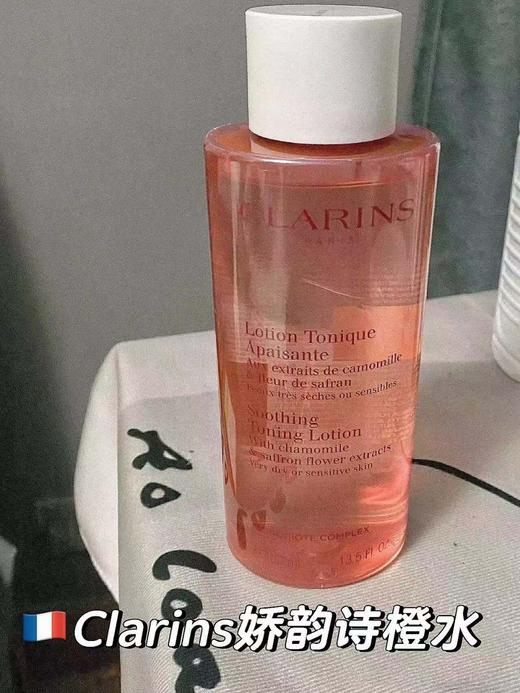 CLARINS
PARIS
Lotion Tonique
Apaisante
Aux extraits de camomille
& fleur de safran
Peaux très sèches ou sensibles
Soothing
Toning Lotion
With chamomile
& saffron flower extracts
Very dry or sensitive skin
COMPLEX
13.5 Fl.
Ao
🇫🇷Clarins娇韵诗橙水